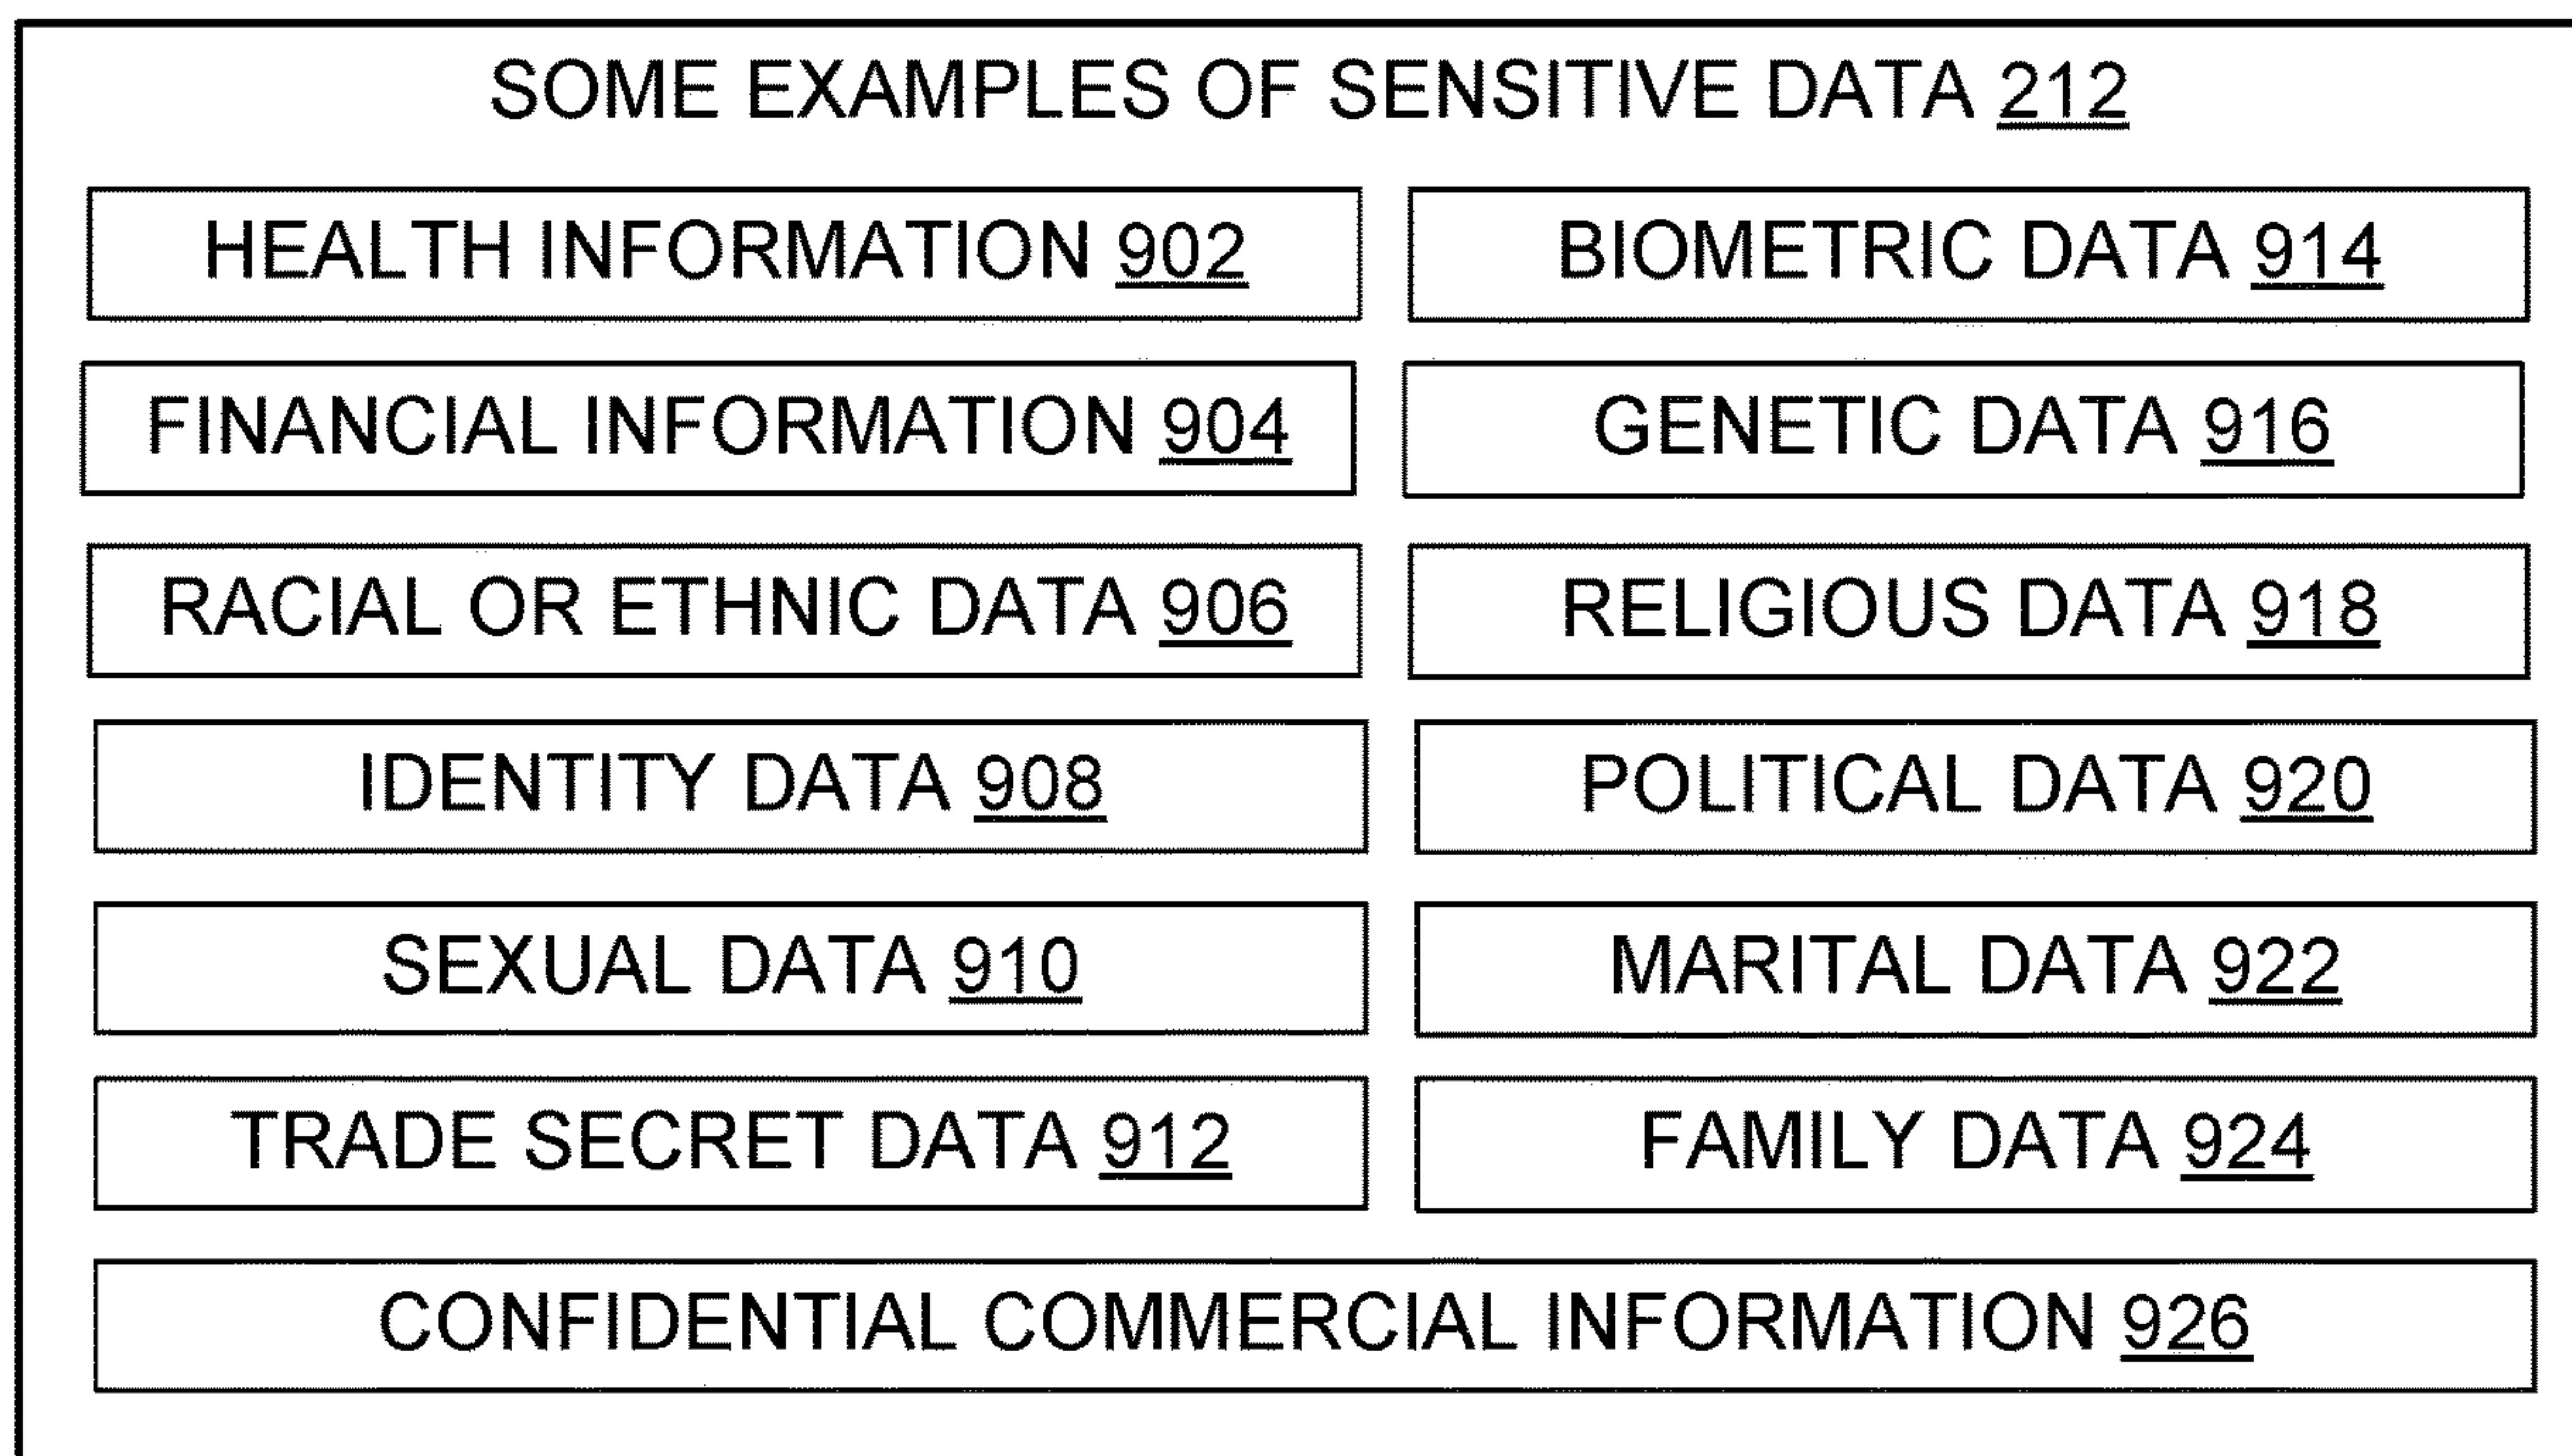 SOME EXAMPLES OF SENSITIVE DATA 212
HEALTH INFORMATION 902
BIOMETRIC DATA 914
FINANCIAL INFORMATION 904
GENETIC DATA 916
RACIAL OR ETHNIC DATA 906
RELIGIOUS DATA 918
IDENTITY DATA 908
POLITICAL DATA 920
SEXUAL DATA 910
MARITAL DATA 922
TRADE SECRET DATA 912
FAMILY DATA 924
CONFIDENTIAL COMMERCIAL INFORMATION 926